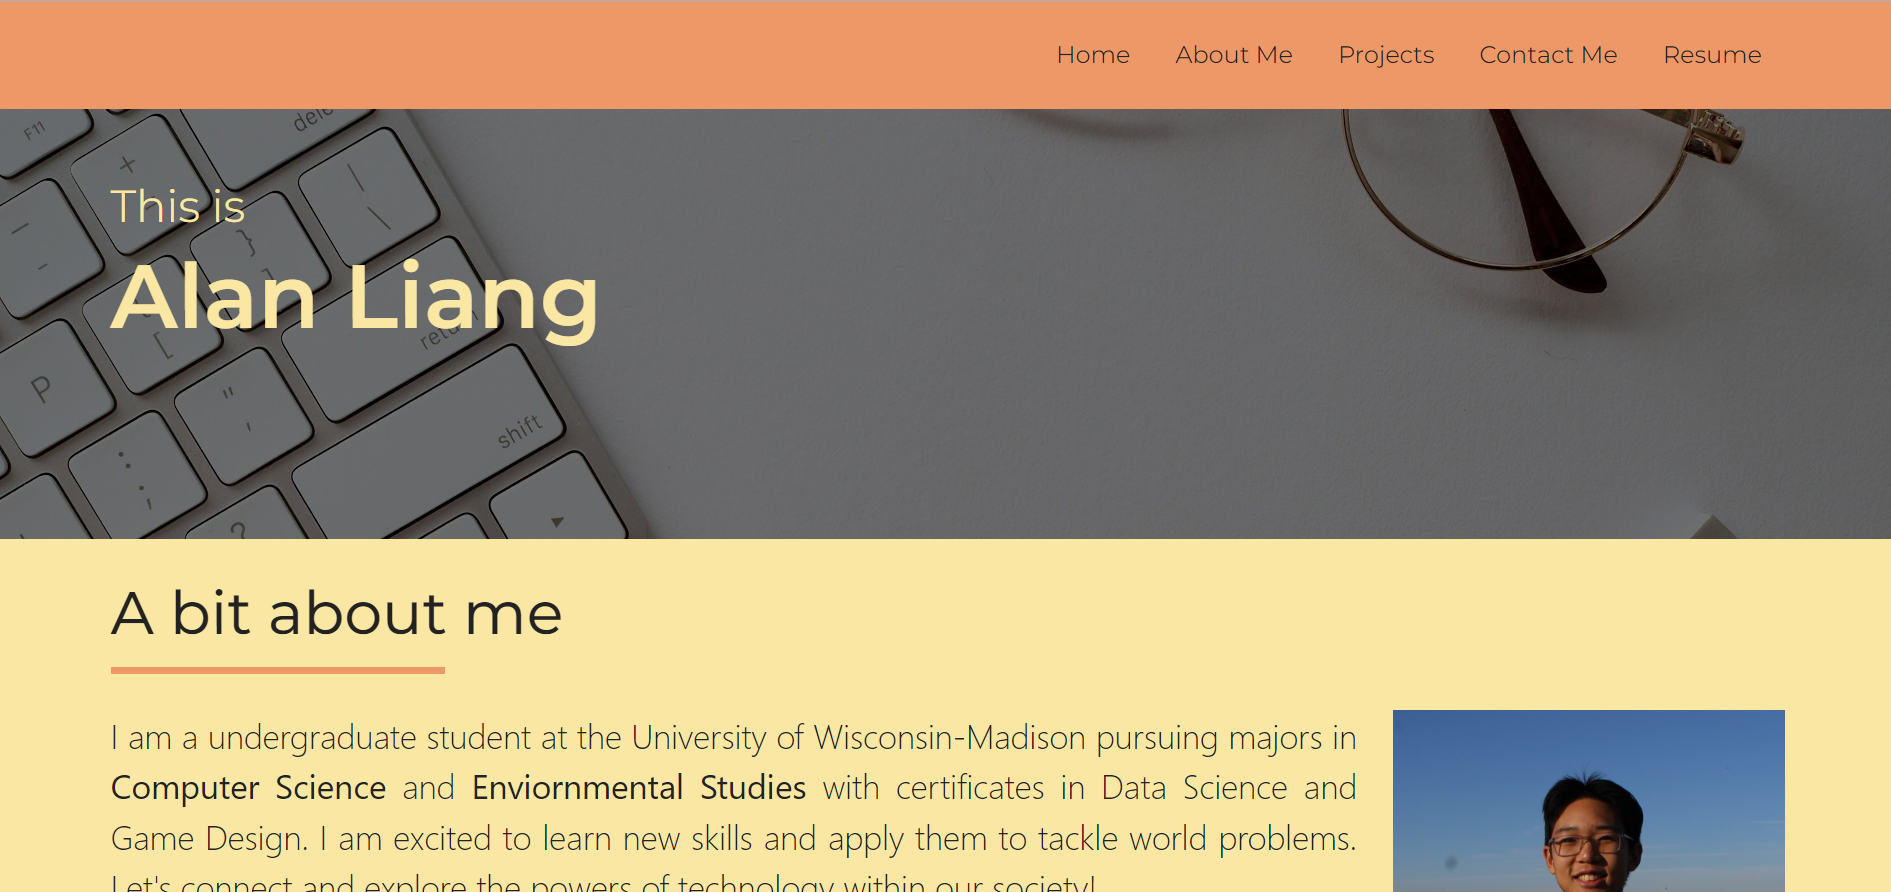 Home About Me Projects Contact Me Resume
F11
delete
+
|
\
-
-
This is
}
]
Alan Liang
[
return
P
"
,
shift
:
;
?
A bit about me
I am a undergraduate student at the University of Wisconsin-Madison pursuing majors in
Computer Science and Enviornmental Studies with certificates in Data Science and
Game Design. I am excited to learn new skills and apply them to tackle world problems.
Let's connect and explore the powers of technology within our society!